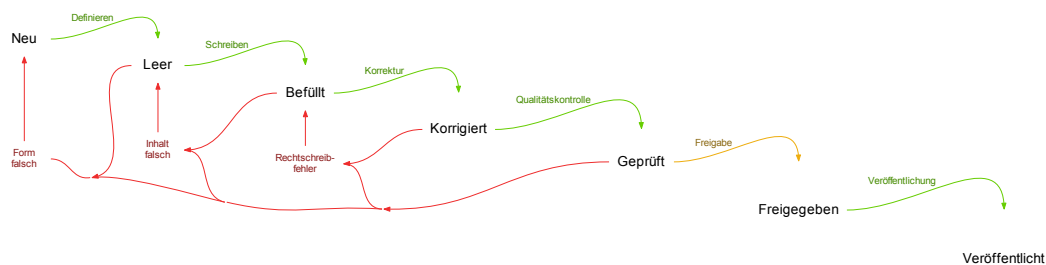 Definieren
Neu
Schreiben
Leer
Korrektur
Befüllt
Qualitätskontrolle
Korrigiert
Freigabe
Form
falsch
Inhalt
falsch
Rechtschreib-
fehler
Geprüft
Veröffentlichung
Freigegeben
Veröffentlicht